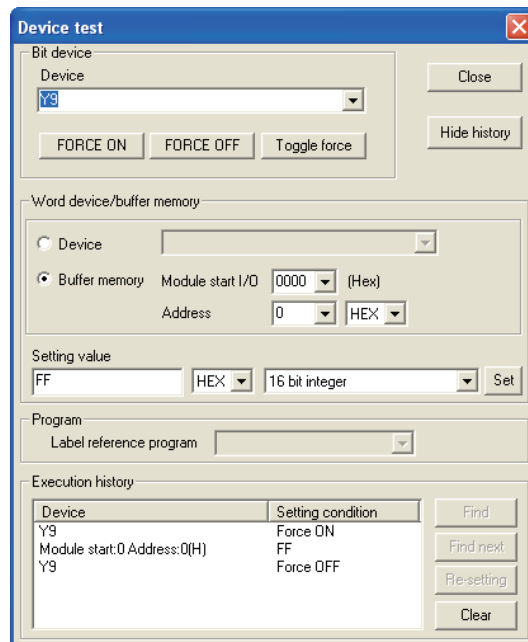 Device test
Bit device
Device
Close
Y9
Hide history
FORCE ON FORCE OFF Toggle force
Word device/buffer memory
Device
Buffer memory Module start I/O 0000 (Hex)
Address 0 HEX
Setting value
FF HEX 16 bit integer Set
Program
Label reference program
Execution history
Device Setting condition Find
Y9 Force ON
Module start:0 Address:0(H) FF Find next
Y9 Force OFF
Re-setting
Clear